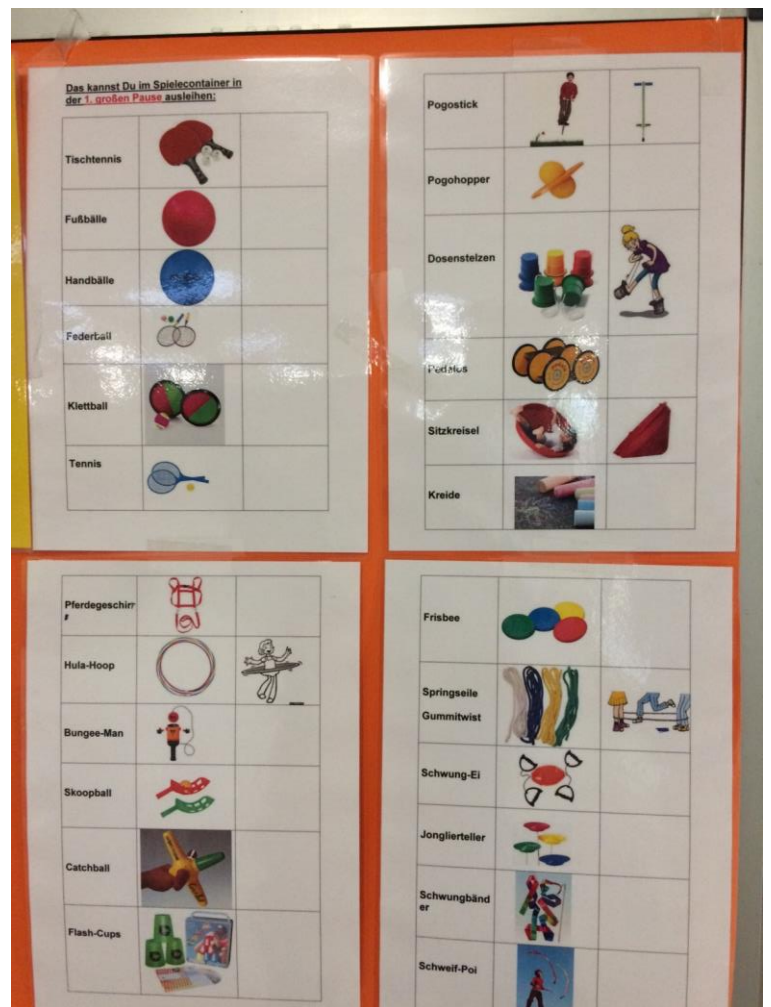 Das kannst Du im Spielecontainer in
der 1. großen Pause ausleihen:
Tischtennis
Fußbälle
Handbälle
Federball
Klettball
Tennis
Pogostick
Pogohopper
Dosenstelzen
Pedalos
Sitzkreisel
Kreide
Pferdegeschirr
Hula-Hoop
Bungee-Man
Skoopball
Catchball
Flash-Cups
Frisbee
Springseile
Gummitwist
Schwung-Ei
Jonglierteller
Schwungbänd
er
Schweif-Poi